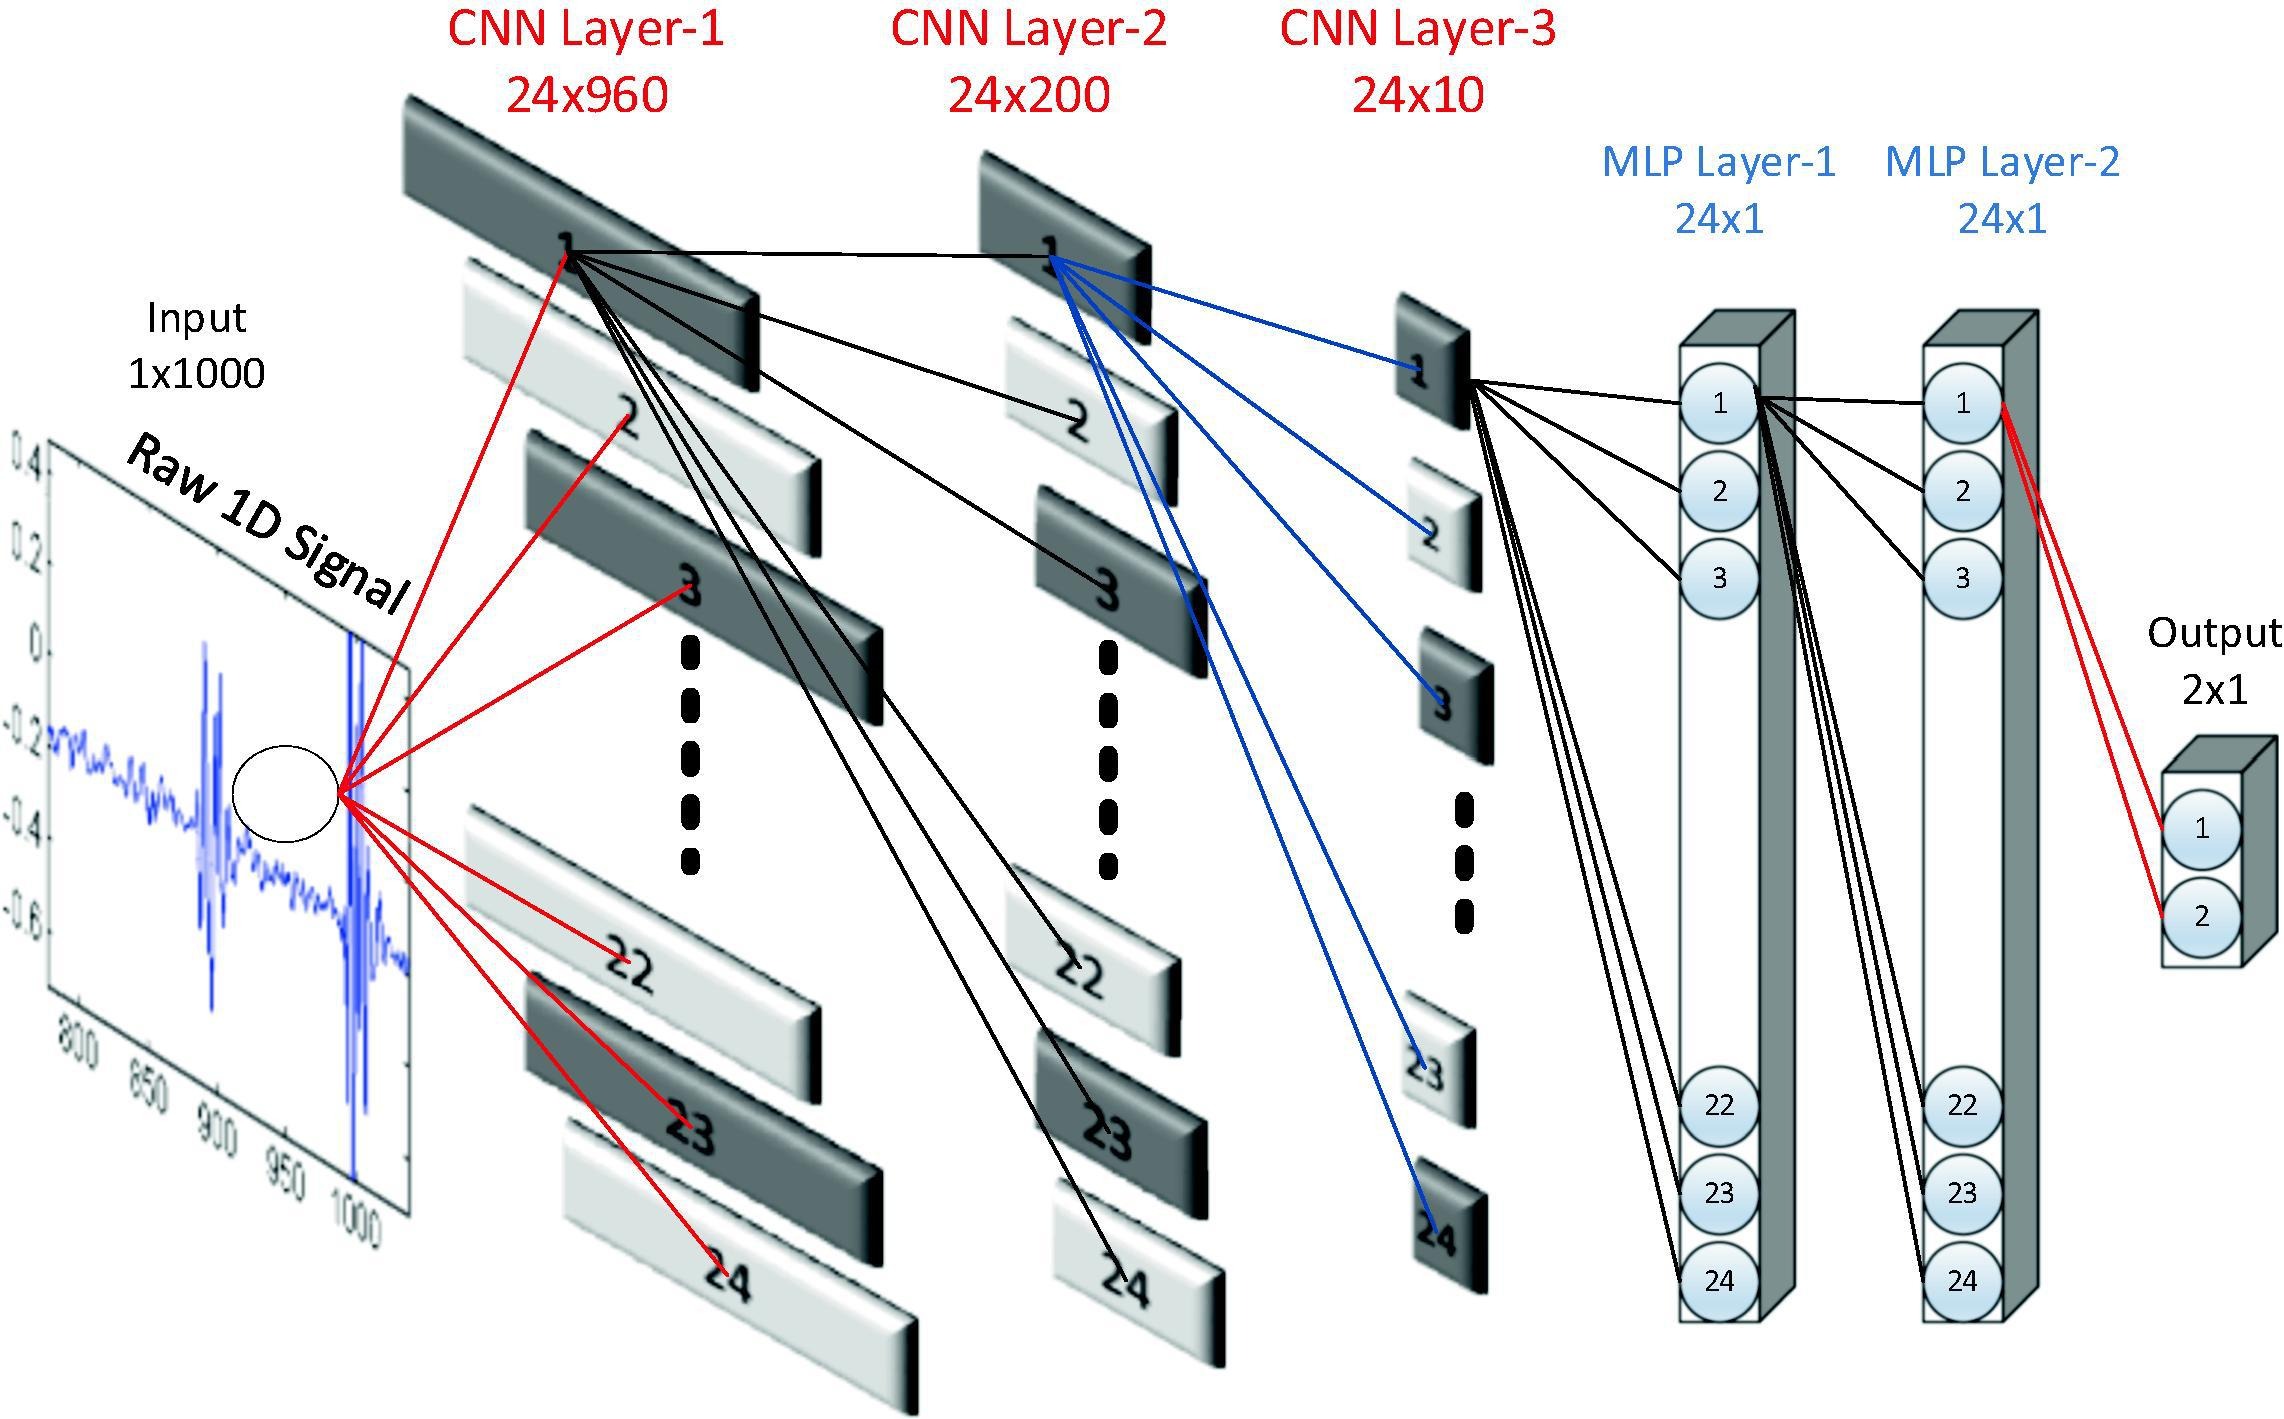 CNN Layer-1
24x960
CNN Layer-2
24x200
CNN Layer-3
24x10
MLP Layer-1
24x1
MLP Layer-2
24x1
Input
1x1000
Raw 1D Signal
0.4
0.2
0
-0.2
-0.4
-0.6
800
850
900
950
1000
1
2
3
22
23
24
1
2
3
22
23
24
1
2
3
23
24
1
2
3
22
23
24
1
2
3
22
23
24
Output
2x1
1
2